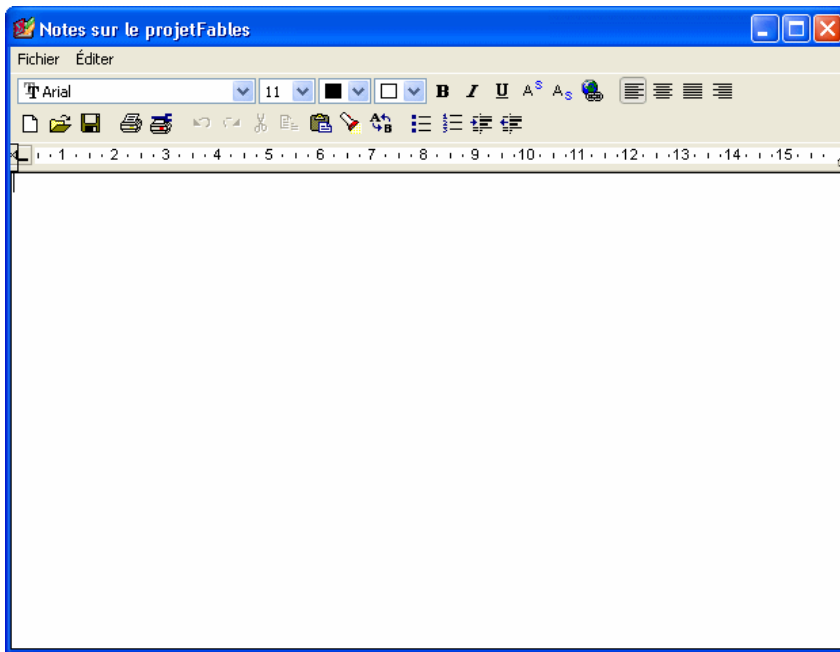 Notes sur le projetFables
Fichier Éditer
Arial 11 B I U A S A S
A B
1 2 3 4 5 6 7 8 9 10 11 12 13 14 15